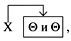 X Θ и Θ ,